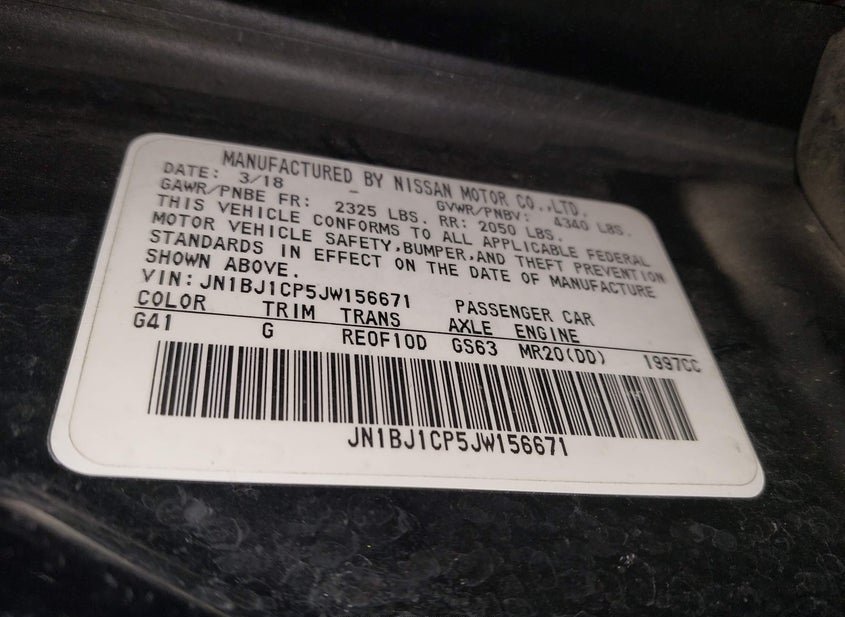 MANUFACTURED BY NISSAN MOTOR CO.,LTD.
DATE: 3/18 GVWR/PNBV: 4340 LBS.
GAWR/PNBE FR: 2325 LBS. RR: 2050 LBS.
THIS VEHICLE CONFORMS TO ALL APPLICABLE FEDERAL
MOTOR VEHICLE SAFETY,BUMPER,AND THEFT PREVENTION
STANDARDS IN EFFECT ON THE DATE OF MANUFACTURE
SHOWN ABOVE.
VIN:JN1BJ1CP5JW156671 PASSENGER CAR
COLOR TRIM TRANS AXLE ENGINE
G41 G RE0F10D GS63 MR20(DD) 1997CC
JN1BJ1CP5JW156671